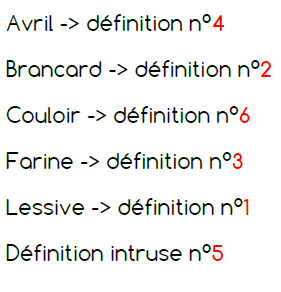 Avril -> définition n°4
Brancard -> définition n°2
Couloir -> définition n°6
Farine -> définition n°3
Lessive -> définition n°1
Définition intruse n°5